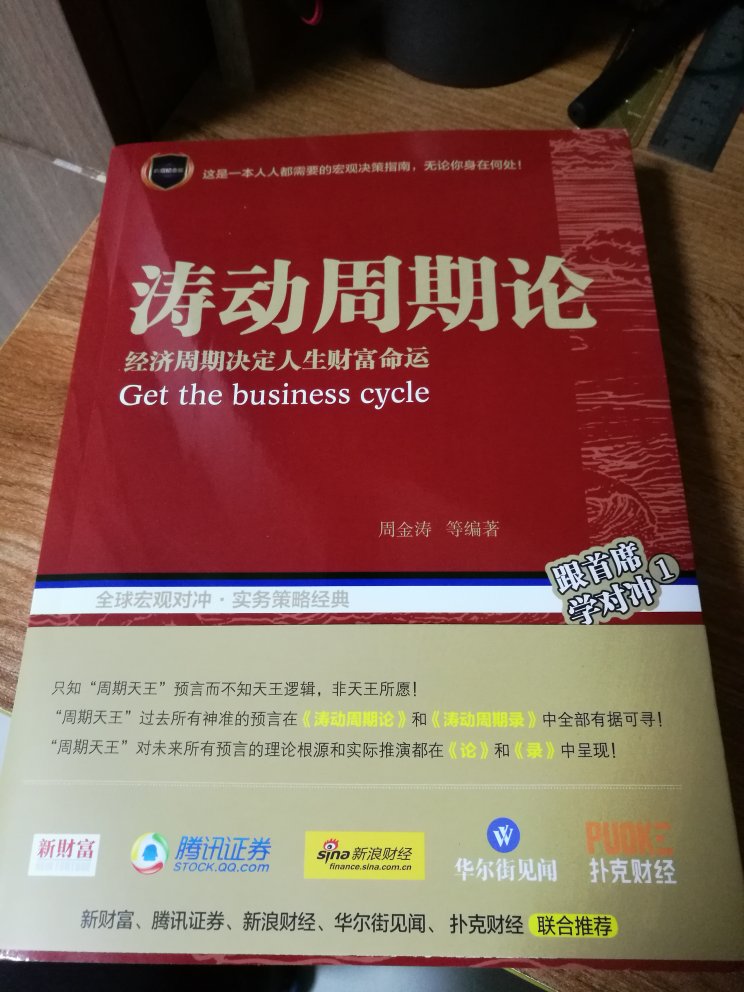 这是一本人人都需要的宏观决策指南，无论你身在何处！
涛动周期论
经济周期决定人生财富命运
Get the business cycle
周金涛 等编著
跟首席
学对冲 1
全球宏观对冲·实务策略经典
只知“周期天王”预言而不知天王逻辑，非天王所愿！
“周期天王”过去所有神准的预言在《涛动周期论》和《涛动周期录》中全部有据可寻！
“周期天王”对未来所有预言的理论根源和实际推演都在《论》和《录》中呈现！
新财富
腾讯证券
STOCK.QQ.COM
sina 新浪财经
finance.sina.com.cn
W
华尔街见闻
PUOKE
扑克财经
新财富、腾讯证券、新浪财经、华尔街见闻、扑克财经 联合推荐